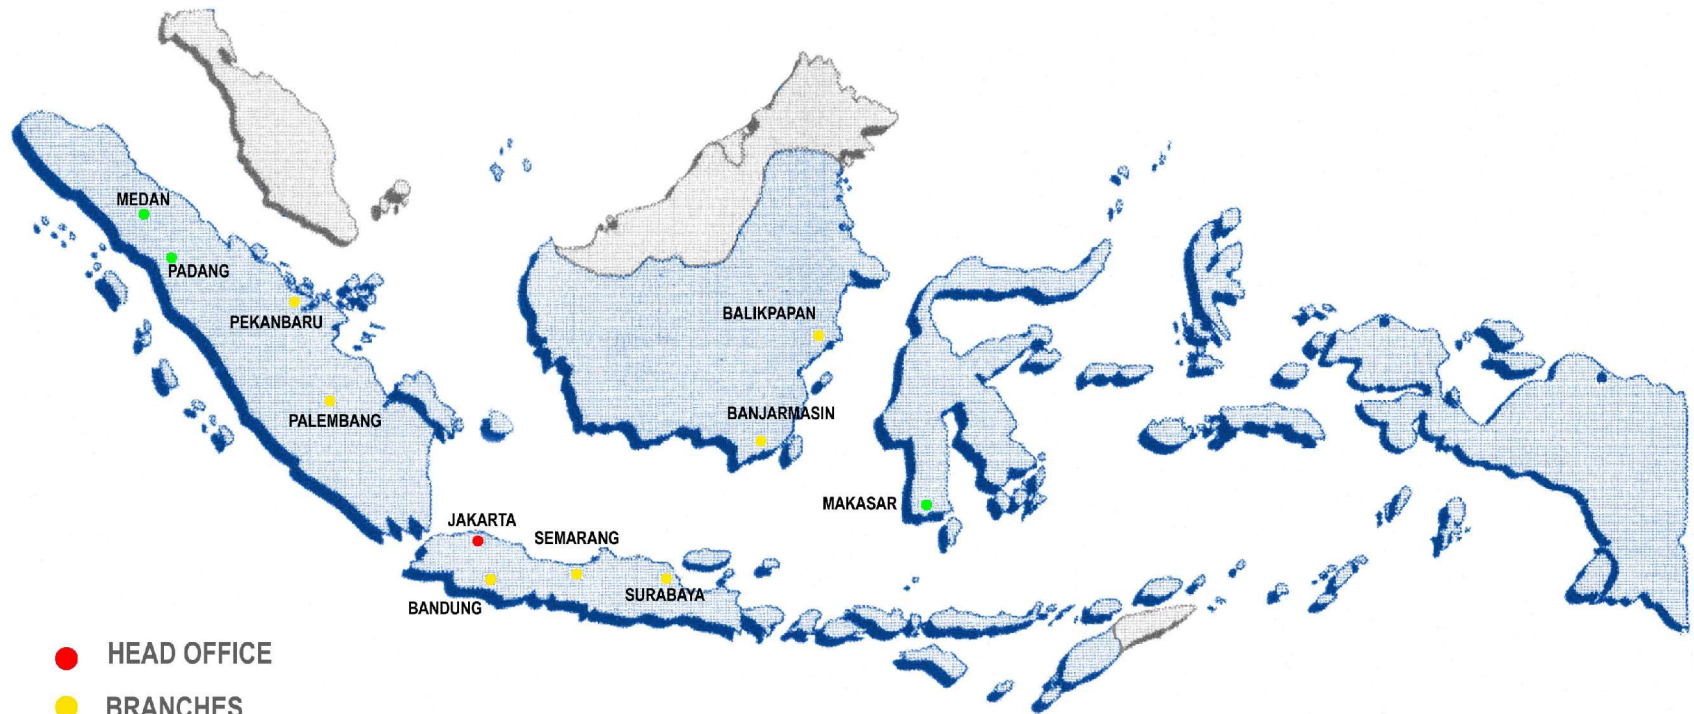 MEDAN
PADANG
PEKANBARU
PALEMBANG
BALIKPAPAN
BANJARMASIN
MAKASAR
JAKARTA
SEMARANG
BANDUNG
SURABAYA
HEAD OFFICE
BRANCHES